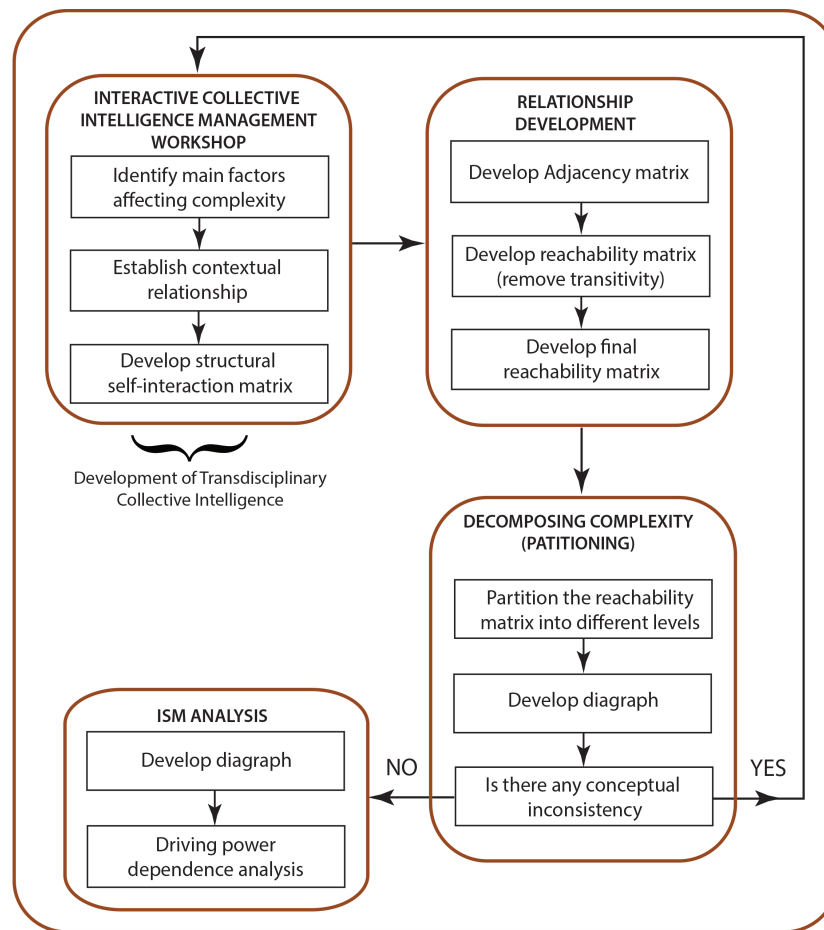 INTERACTIVE COLLECTIVE
INTELLIGENCE MANAGEMENT
WORKSHOP
Identify main factors
affecting complexity
Establish contextual
relationship
Develop structural
self-interaction matrix
Development of Transdisciplinary
Collective Intelligence
RELATIONSHIP
DEVELOPMENT
Develop Adjacency matrix
Develop reachability matrix
(remove transitivity)
Develop final
reachability matrix
DECOMPOSING COMPLEXITY
(PATITIONING)
Partition the reachability
matrix into different levels
Develop diagraph
Is there any conceptual
inconsistency
YES
NO
ISM ANALYSIS
Develop diagraph
Driving power
dependence analysis